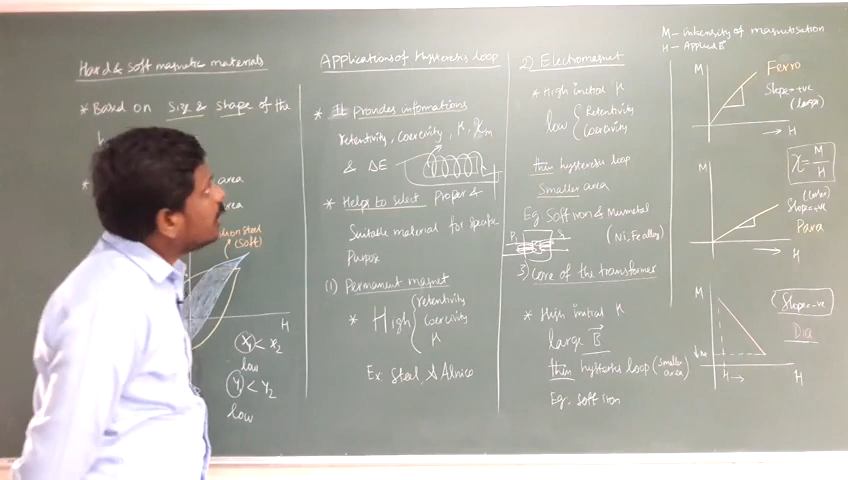 Hard & soft magnetic materials
* Based on Size & shape of the
*
area
area
(soft)
H
X₁ < X₂
low
Y₁ < Y₂
low
Applications of Hysteresis Loop
* It Provides informations
retentivity, coercivity, μ, χm
& ΔE
* Helps to select Proper &
Suitable material for specific
Purpose
(1) Permanent magnet
* High { retentivity
Coercivity
μ
Ex: Steel, & Alnico
2) Electromagnet
* High initial μ
low { Retentivity
Coercivity
thin hysteresis loop
Smaller area
Eg Soft iron & Mumetal
(Ni, Fe alloy)
P S
3) Core of the transformer
* High initial μ
large B
thin hysteresis loop (smaller
area)
Eg. Soft iron
M - intensity of magnetisation
H - Applied B
M
Ferro
Slope=+ve
(large)
H
χ = M/H
M
(low)
Slope=+ve
Para
H
M
Slope=-ve
Dia
H
H